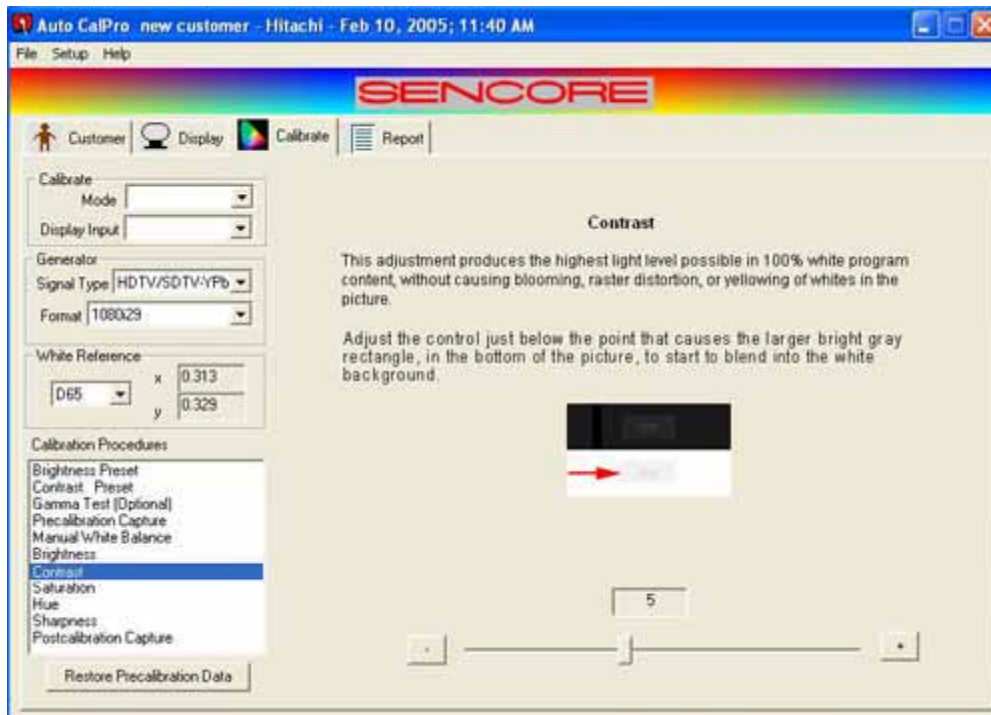 Auto CalPro new customer - Hitachi - Feb 10, 2005; 11:40 AM
File Setup Help
SENCORE
Customer Display Calibrate Report
Calibrate
Mode
Display Input
Generator
Signal Type HDTV/SDTV-YPb
Format 1080i29
White Reference
D65 x 0.313
y 0.329
Calibration Procedures
Brightness Preset
Contrast Preset
Gamma Test (Optional)
Precalibration Capture
Manual White Balance
Brightness
Contrast
Saturation
Hue
Sharpness
Postcalibration Capture
Restore Precalibration Data
Contrast
This adjustment produces the highest light level possible in 100% white program
content, without causing blooming, raster distortion, or yellowing of whites in the
picture.
Adjust the control just below the point that causes the larger bright gray
rectangle, in the bottom of the picture, to start to blend into the white
background.
5
- +